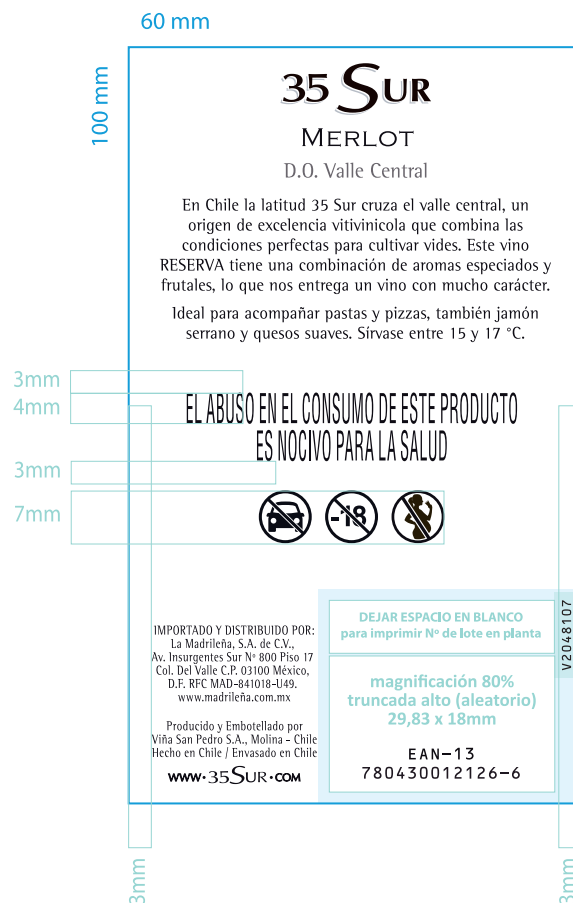 60 mm
100 mm
35 SUR
MERLOT
D.O. Valle Central
En Chile la latitud 35 Sur cruza el valle central, un
origen de excelencia vitivinicola que combina las
condiciones perfectas para cultivar vides. Este vino
RESERVA tiene una combinación de aromas especiados y
frutales, lo que nos entrega un vino con mucho carácter.
Ideal para acompañar pastas y pizzas, también jamón
serrano y quesos suaves. Sírvase entre 15 y 17 °C.
3mm
4mm
EL ABUSO EN EL CONSUMO DE ESTE PRODUCTO
ES NOCIVO PARA LA SALUD
3mm
7mm
-18
IMPORTADO Y DISTRIBUIDO POR:
La Madrileña, S.A. de C.V.,
Av. Insurgentes Sur Nº 800 Piso 17
Col. Del Valle C.P. 03100 México,
D.F. RFC MAD-841018-U49.
www.madrileña.com.mx
Producido y Embotellado por
Viña San Pedro S.A., Molina - Chile
Hecho en Chile / Envasado en Chile
WWW·35SUR·COM
DEJAR ESPACIO EN BLANCO
para imprimir Nº de lote en planta
V2048107
magnificación 80%
truncada alto (aleatorio)
29,83 x 18mm
EAN-13
780430012126-6
3mm
3mm